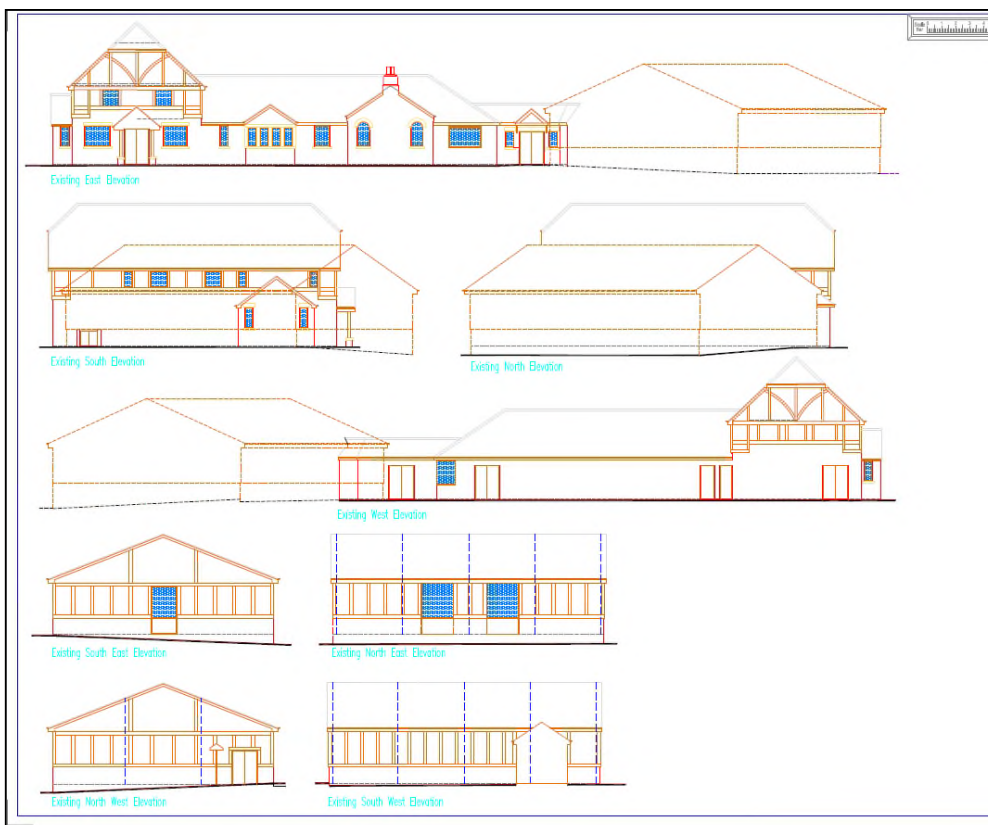 Existing East Elevation
Existing South Elevation
Existing North Elevation
Existing West Elevation
Existing South East Elevation
Existing North East Elevation
Existing North West Elevation
Existing South West Elevation